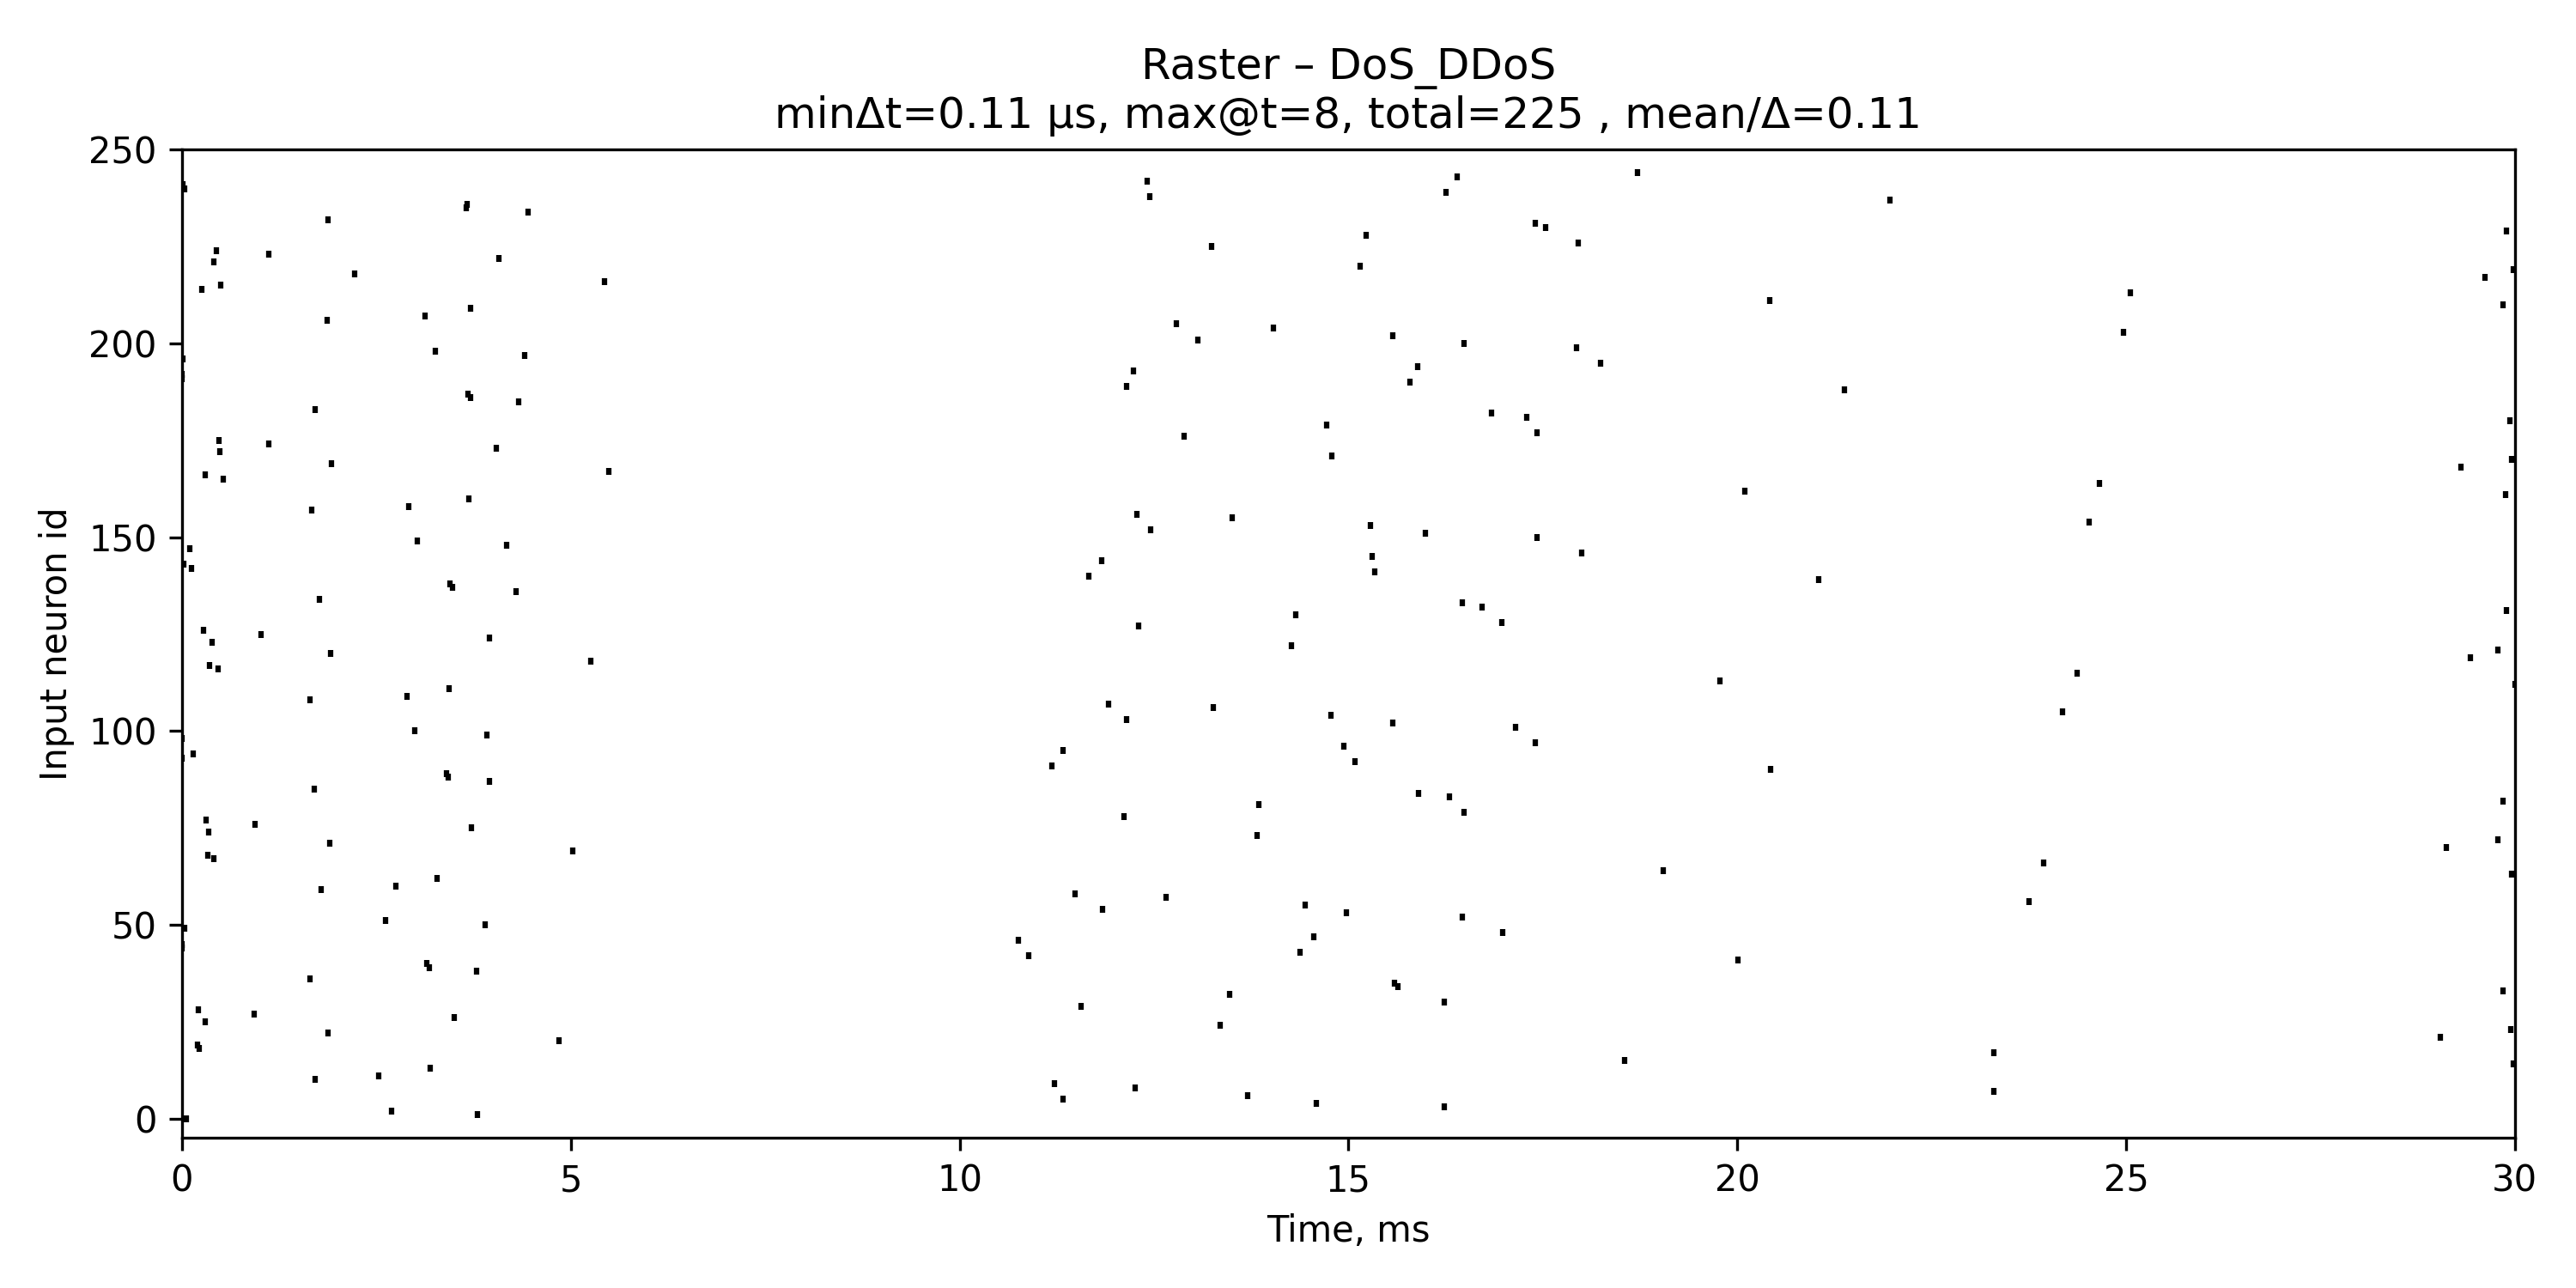 Raster – DoS_DDoS
minΔt=0.11 µs, max@t=8, total=225 , mean/Δ=0.11
250
200
150
100
50
0
Input neuron id
0 5 10 15 20 25 30
Time, ms